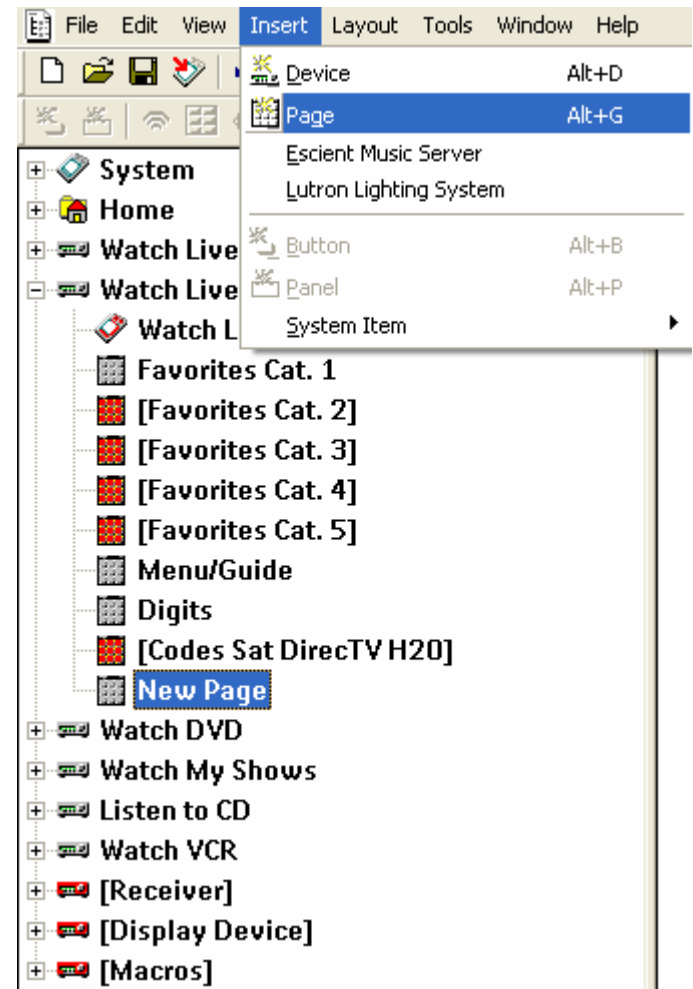 File Edit View Insert Layout Tools Window Help
Device Alt+D
Page Alt+G
Escient Music Server
Lutron Lighting System
Button Alt+B
Panel Alt+P
System Item
System
Home
Watch Live
Watch Live
Watch L
Favorites Cat. 1
[Favorites Cat. 2]
[Favorites Cat. 3]
[Favorites Cat. 4]
[Favorites Cat. 5]
Menu/Guide
Digits
[Codes Sat DirecTV H20]
New Page
Watch DVD
Watch My Shows
Listen to CD
Watch VCR
[Receiver]
[Display Device]
[Macros]